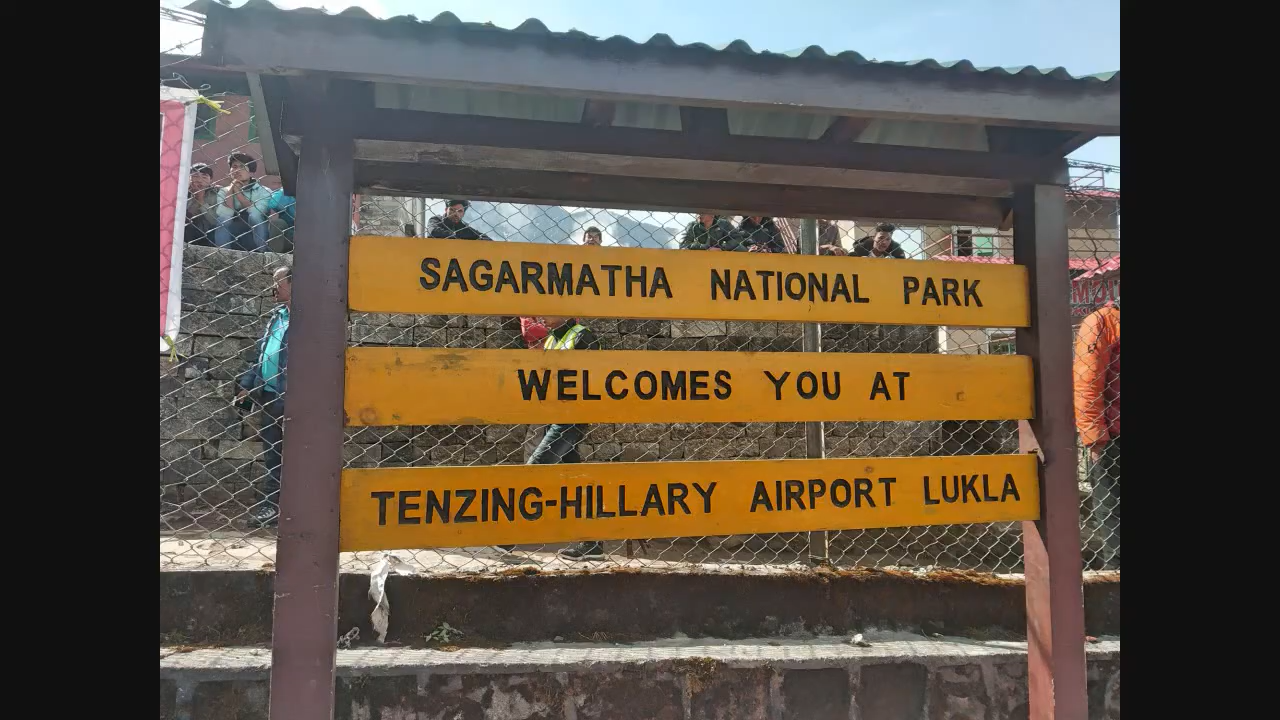 SAGARMATHA NATIONAL PARK
WELCOMES YOU AT
TENZING-HILLARY AIRPORT LUKLA